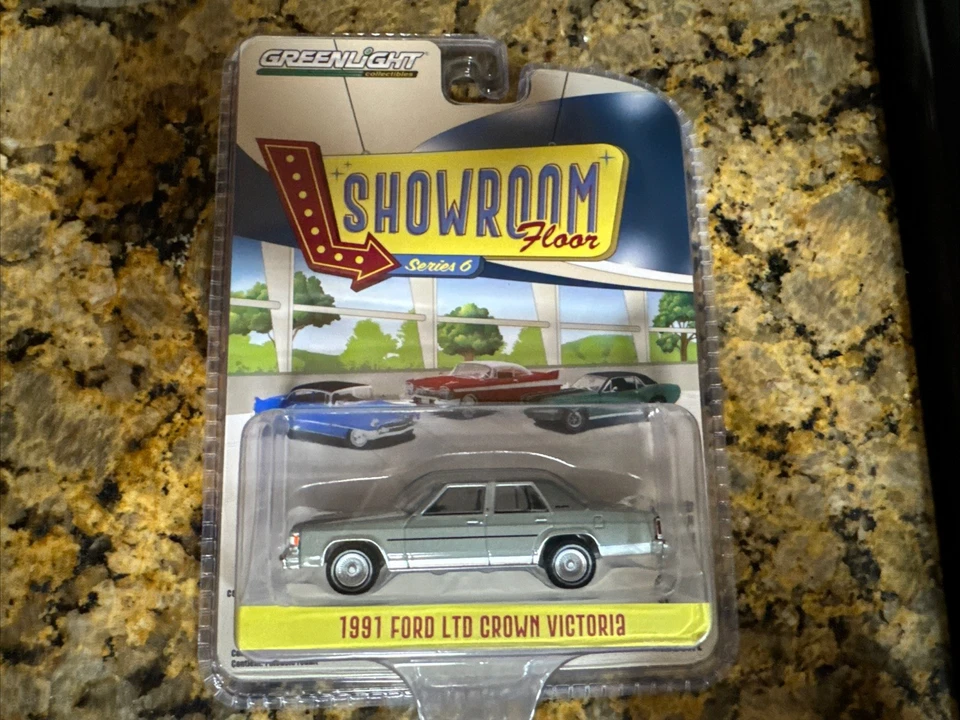 GREENLiGHT
collectibles
SHOWROOM
Floor
Series 6
1991 FORD LTD CROWN VICTORIA